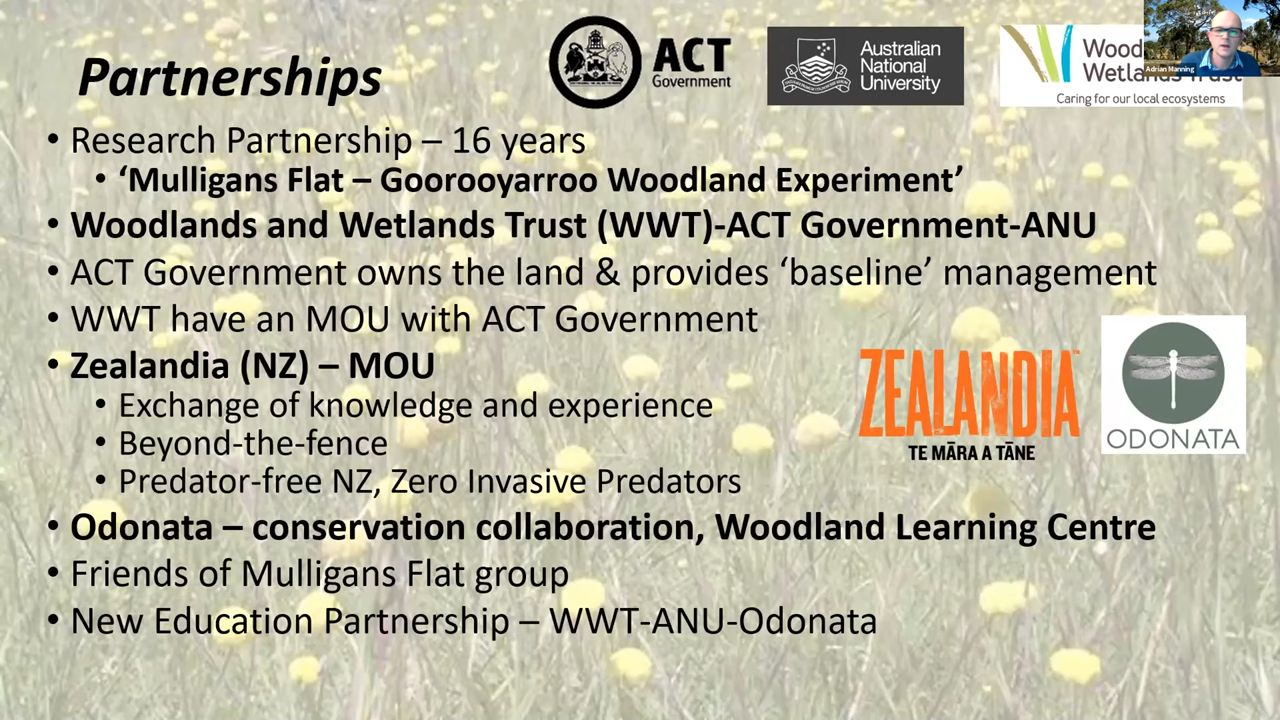 Partnerships
ACT
Government
Australian
National
University
Wood
Wetlands Trust
Caring for our local ecosystems
Adrian Manning
• Research Partnership – 16 years
• ‘Mulligans Flat – Goorooyarroo Woodland Experiment’
• Woodlands and Wetlands Trust (WWT)-ACT Government-ANU
• ACT Government owns the land & provides ‘baseline’ management
• WWT have an MOU with ACT Government
• Zealandia (NZ) – MOU
• Exchange of knowledge and experience
• Beyond-the-fence
• Predator-free NZ, Zero Invasive Predators
ZEALANDIA™
TE MĀRA A TĀNE
ODONATA
• Odonata – conservation collaboration, Woodland Learning Centre
• Friends of Mulligans Flat group
• New Education Partnership – WWT-ANU-Odonata